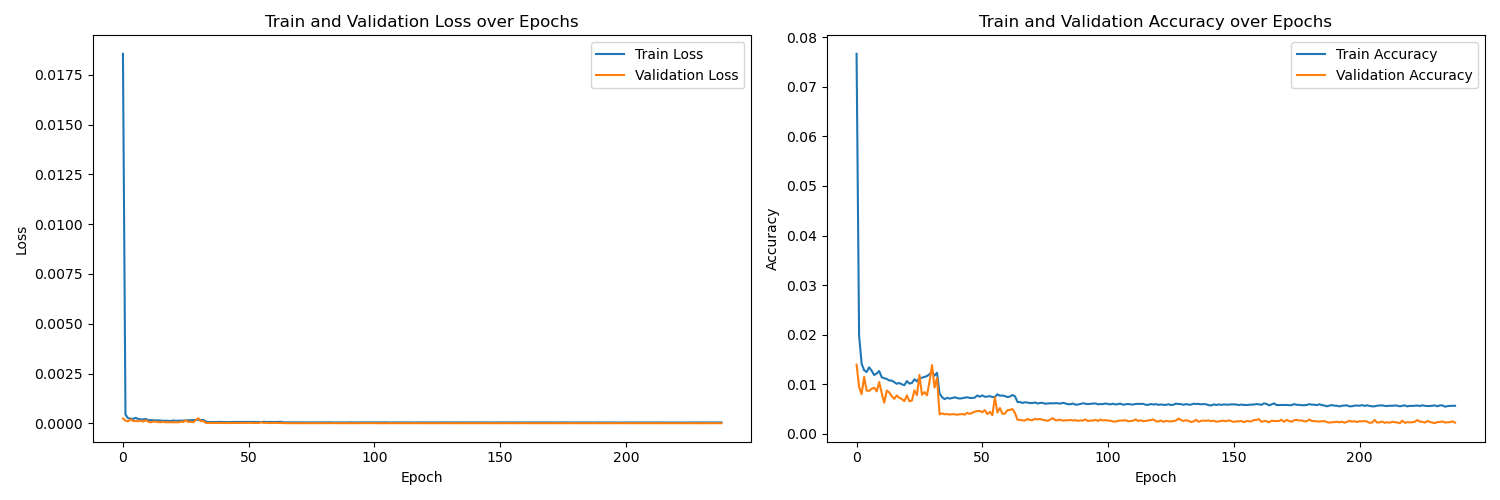 Train and Validation Loss over Epochs
Train Loss
Validation Loss
0.0175
0.0150
0.0125
0.0100
0.0075
0.0050
0.0025
0.0000
Loss
0
50
100
150
200
Epoch
Train and Validation Accuracy over Epochs
Train Accuracy
Validation Accuracy
0.08
0.07
0.06
0.05
0.04
0.03
0.02
0.01
0.00
Accuracy
0
50
100
150
200
Epoch